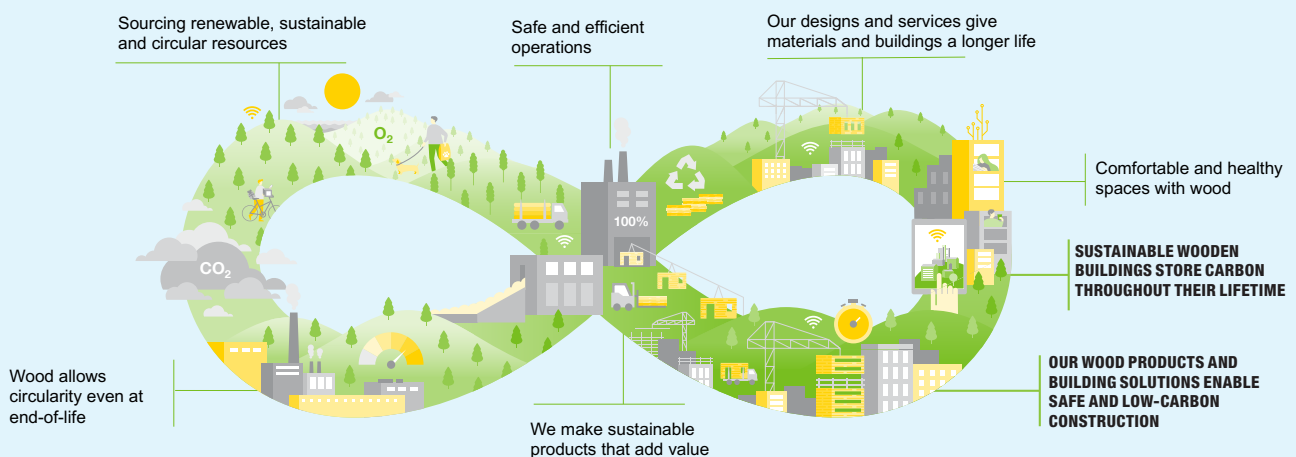 Sourcing renewable, sustainable
and circular resources
Safe and efficient
operations
Our designs and services give
materials and buildings a longer life
O₂
100%
CO₂
Comfortable and healthy
spaces with wood
SUSTAINABLE WOODEN
BUILDINGS STORE CARBON
THROUGHOUT THEIR LIFETIME
OUR WOOD PRODUCTS AND
BUILDING SOLUTIONS ENABLE
SAFE AND LOW-CARBON
CONSTRUCTION
Wood allows
circularity even at
end-of-life
We make sustainable
products that add value